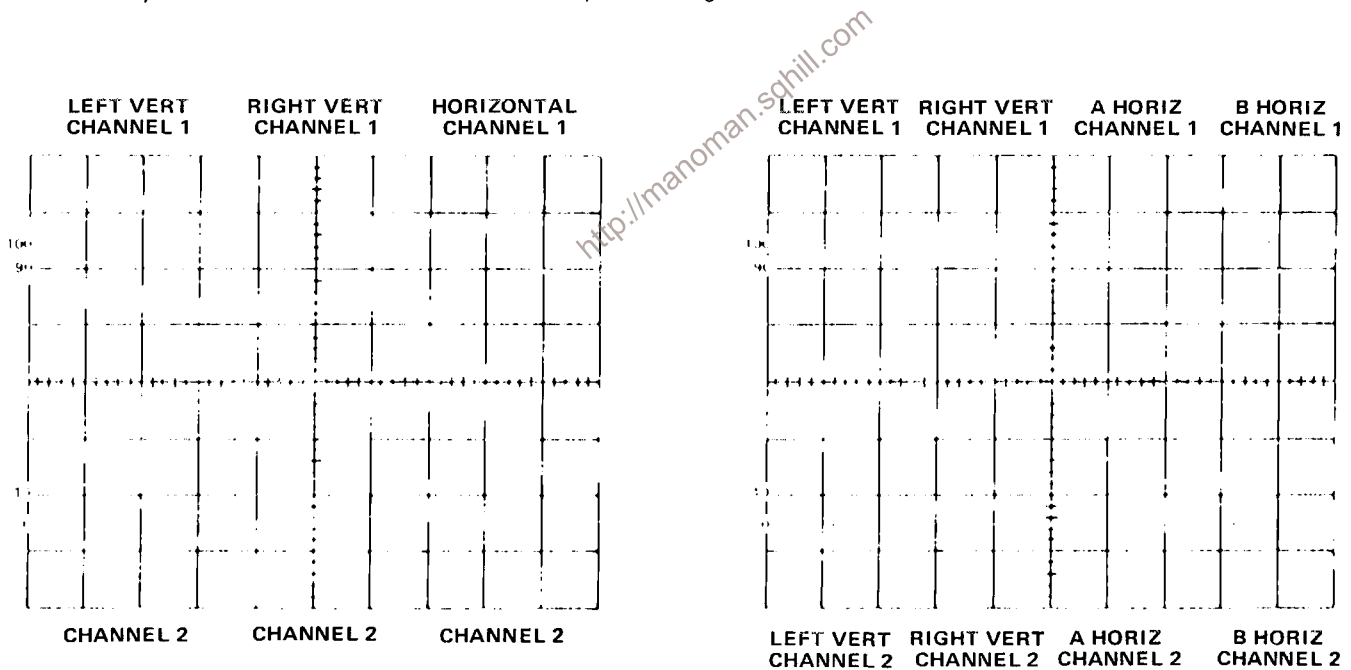 LEFT VERT CHANNEL 1
RIGHT VERT CHANNEL 1
HORIZONTAL CHANNEL 1
100
90
CHANNEL 2
CHANNEL 2
CHANNEL 2
http://manoman.sqhill.com
LEFT VERT CHANNEL 1
RIGHT VERT CHANNEL 1
A HORIZ CHANNEL 1
B HORIZ CHANNEL 1
LEFT VERT CHANNEL 2
RIGHT VERT CHANNEL 2
A HORIZ CHANNEL 2
B HORIZ CHANNEL 2